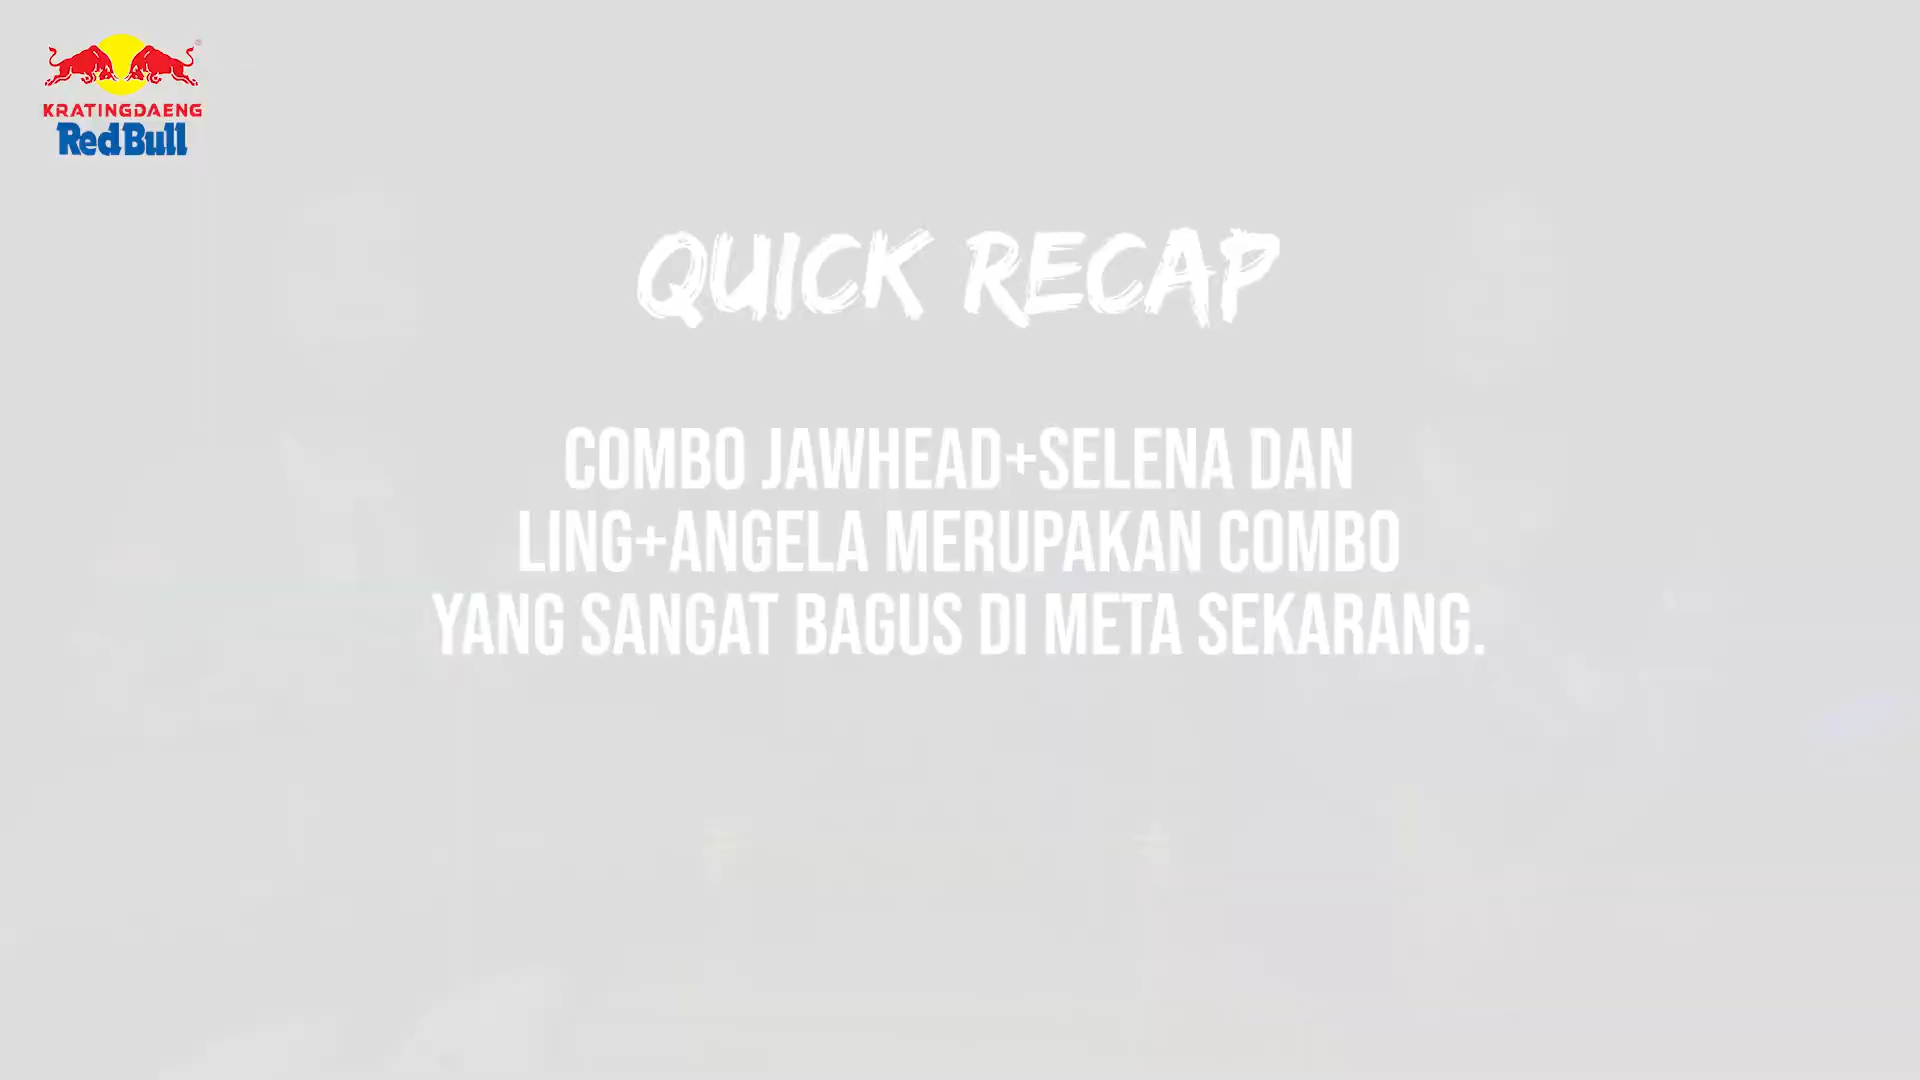 KRATINGDAENG
Red Bull
QUICK RECAP
COMBO JAWHEAD+SELENA DAN
LING+ANGELA MERUPAKAN COMBO
YANG SANGAT BAGUS DI META SEKARANG.